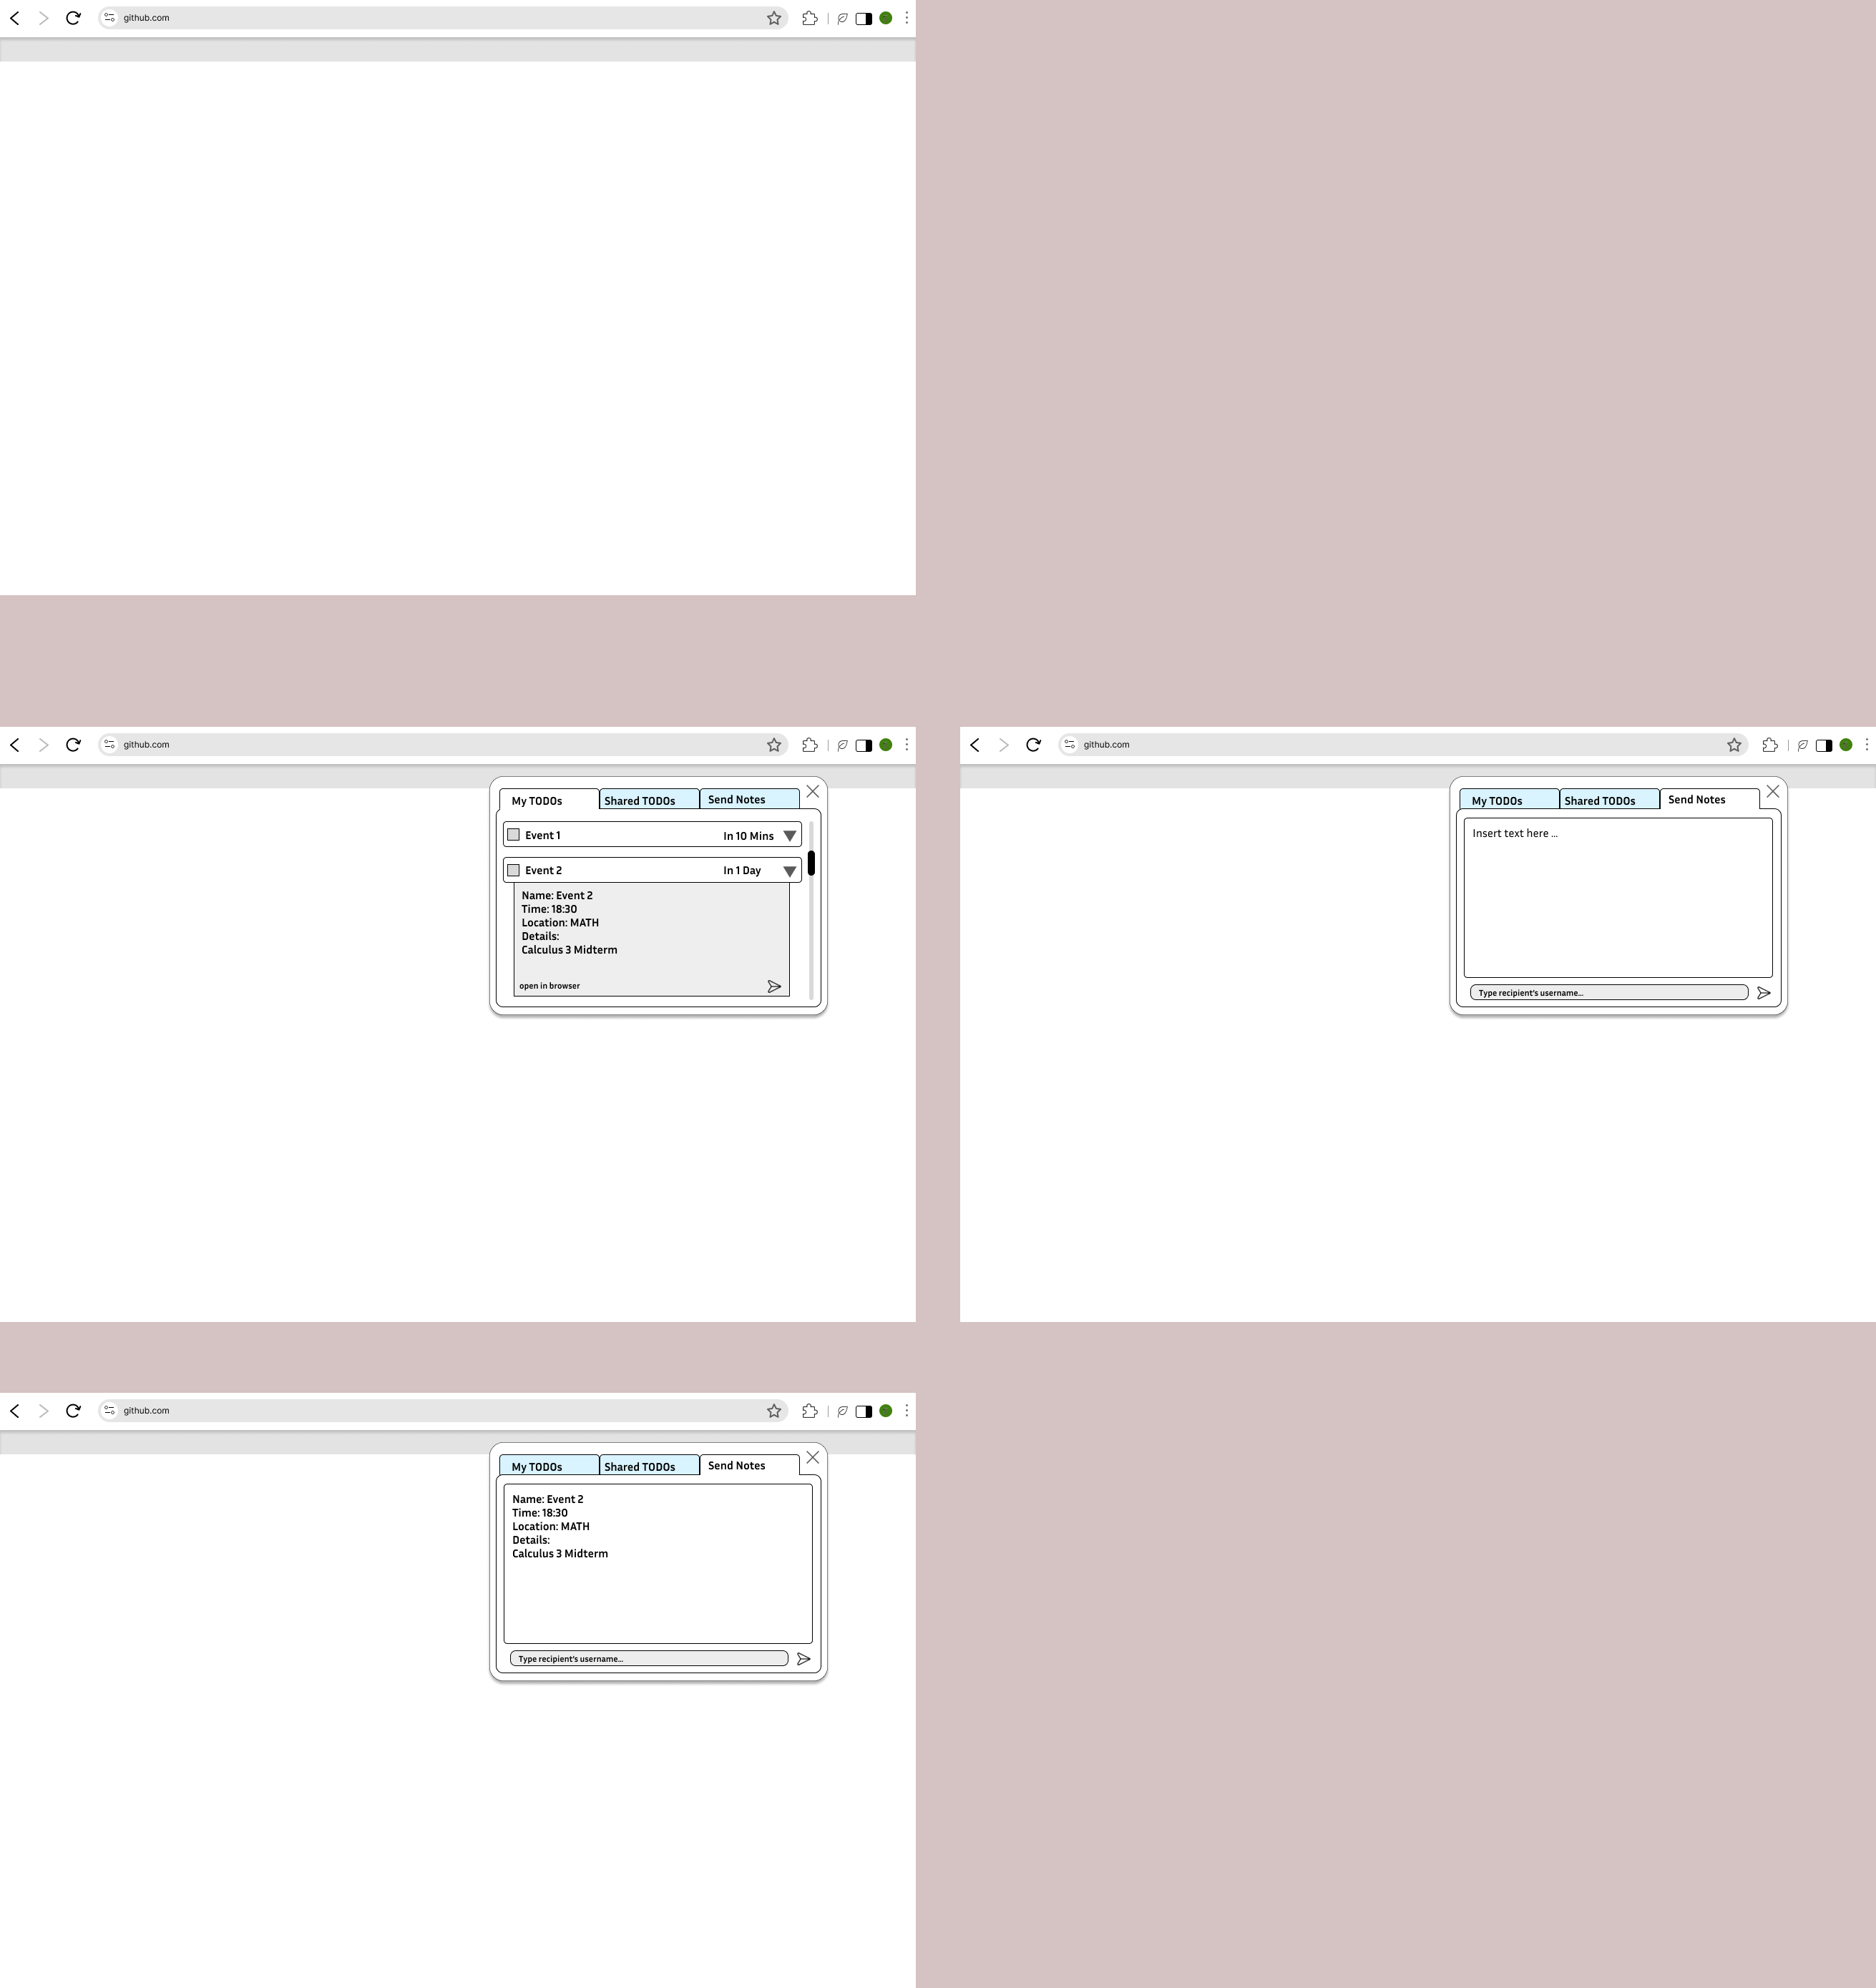 github.com
github.com
My TODOs Shared TODOs Send Notes
Event 1 In 10 Mins
Event 2 In 1 Day
Name: Event 2
Time: 18:30
Location: MATH
Details:
Calculus 3 Midterm
open in browser
github.com
My TODOs Shared TODOs Send Notes
Insert text here ...
Type recipient's username...
github.com
My TODOs Shared TODOs Send Notes
Name: Event 2
Time: 18:30
Location: MATH
Details:
Calculus 3 Midterm
Type recipient's username...